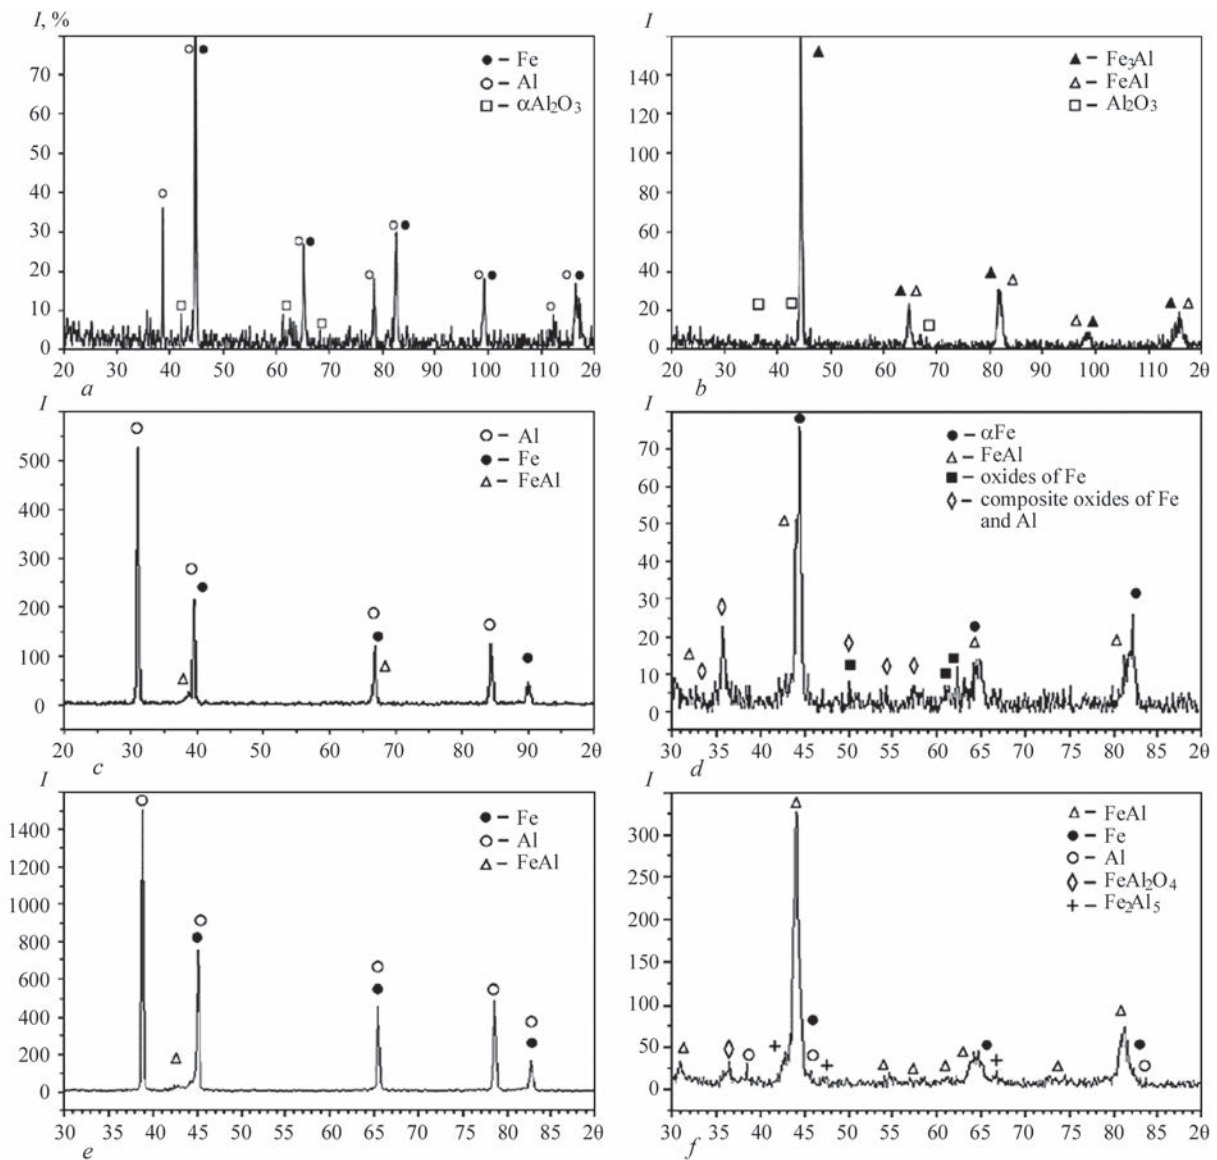 I, %
80
70
60
50
40
30
20
10
0
20 30 40 50 60 70 80 90 100 110 2θ
a
● – Fe
○ – Al
□ – αAl₂O₃
I
140
120
100
80
60
40
20
0
20 30 40 50 60 70 80 90 100 110 2θ
b
▲ – Fe₃Al
△ – FeAl
□ – Al₂O₃
I
500
400
300
200
100
0
20 30 40 50 60 70 80 90 2θ
c
○ – Al
● – Fe
△ – FeAl
I
70
60
50
40
30
20
10
0
30 35 40 45 50 55 60 65 70 75 80 85 2θ
d
● – αFe
△ – FeAl
■ – oxides of Fe
◊ – composite oxides of Fe
and Al
I
1400
1200
1000
800
600
400
200
0
30 35 40 45 50 55 60 65 70 75 80 85 2θ
e
● – Fe
○ – Al
△ – FeAl
I
300
250
200
150
100
50
0
30 35 40 45 50 55 60 65 70 75 80 85 2θ
f
△ – FeAl
● – Fe
○ – Al
◊ – FeAl₂O₄
+ – Fe₂Al₅